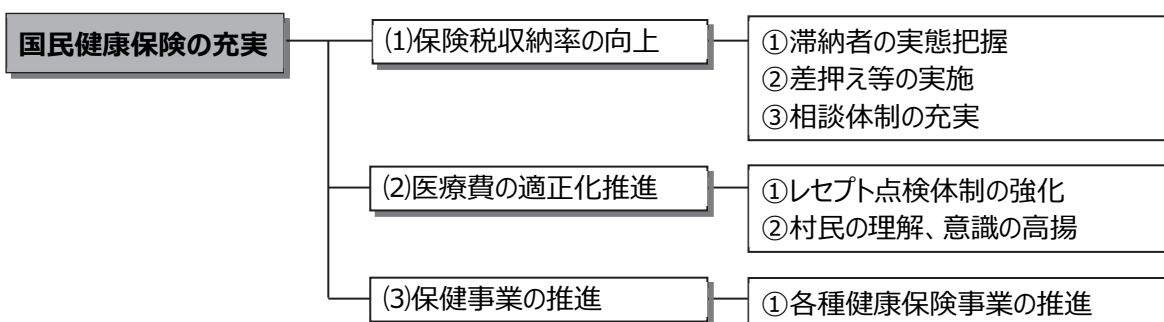 国民健康保険の充実
⑴保険税収納率の向上
①滞納者の実態把握
②差押え等の実施
③相談体制の充実
⑵医療費の適正化推進
①レセプト点検体制の強化
②村民の理解、意識の高揚
⑶保健事業の推進
①各種健康保険事業の推進